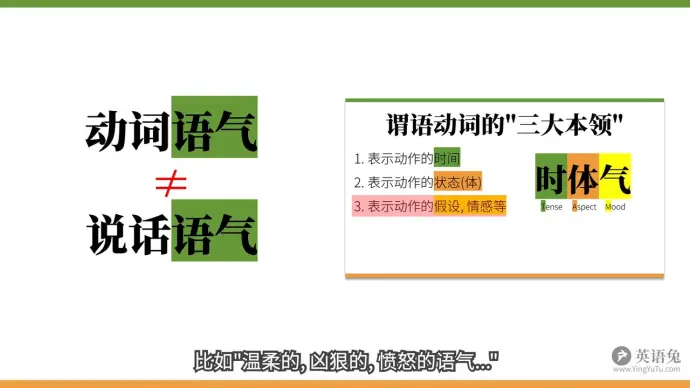 动词语气
≠
说话语气
谓语动词的"三大本领"
1. 表示动作的时间
2. 表示动作的状态(体)
3. 表示动作的假设, 情感等
时体气
Tense Aspect Mood
比如"温柔的, 凶狠的, 愤怒的语气..."
英语兔
www.YingYuTu.com